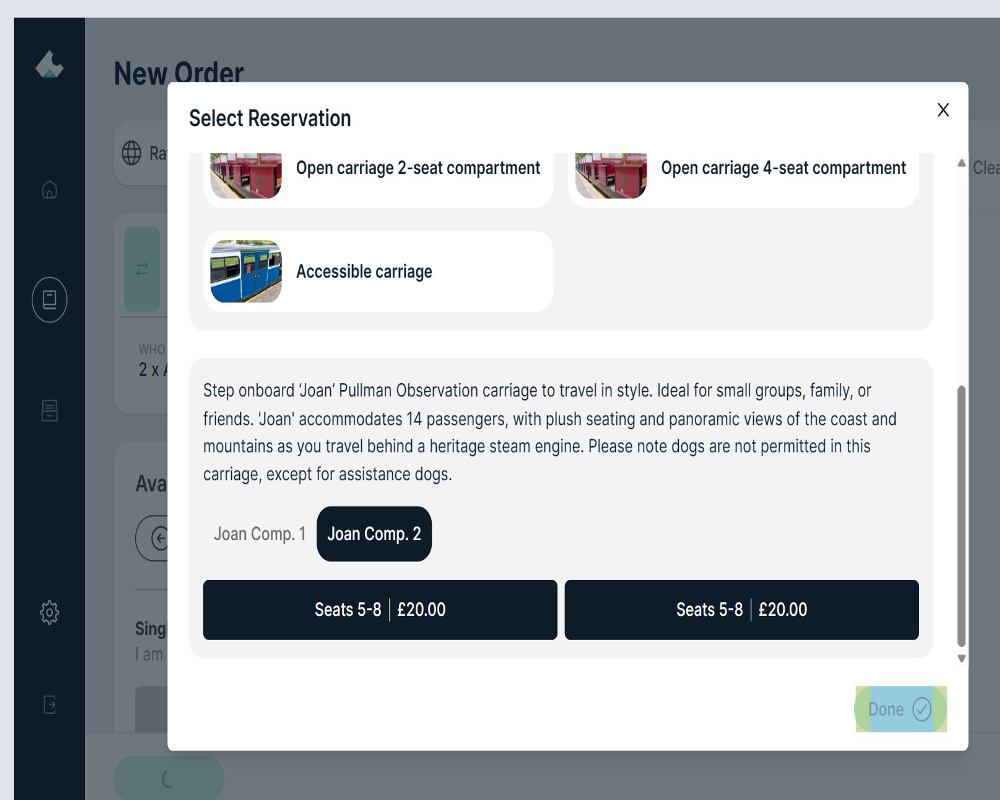 New Order
Select Reservation
X
Ra
Clea
Open carriage 2-seat compartment
Open carriage 4-seat compartment
Accessible carriage
WHO
2 x A
Step onboard ‘Joan’ Pullman Observation carriage to travel in style. Ideal for small groups, family, or
friends. 'Joan' accommodates 14 passengers, with plush seating and panoramic views of the coast and
mountains as you travel behind a heritage steam engine. Please note dogs are not permitted in this
carriage, except for assistance dogs.
Ava
Joan Comp. 1
Joan Comp. 2
Seats 5-8 | £20.00
Seats 5-8 | £20.00
Sing
I am
Done